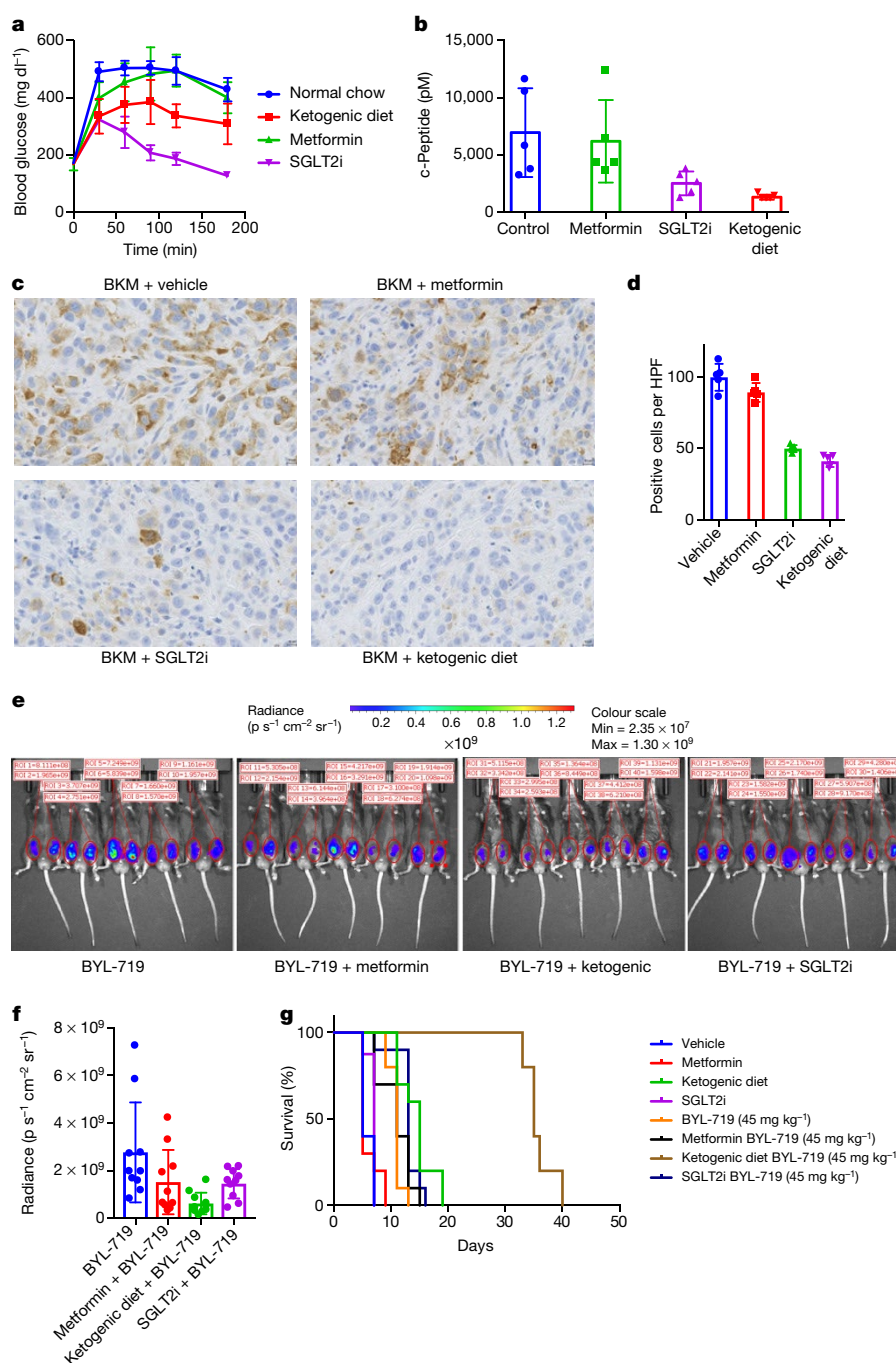 a
Blood glucose (mg dl⁻¹)
600
400
200
0
0 50 100 150 200
Time (min)
Normal chow
Ketogenic diet
Metformin
SGLT2i
b
c-Peptide (pM)
15,000
10,000
5,000
0
Control
Metformin
SGLT2i
Ketogenic
diet
c
BKM + vehicle
BKM + metformin
BKM + SGLT2i
BKM + ketogenic diet
d
Positive cells per HPF
100
50
0
Vehicle
Metformin
SGLT2i
Ketogenic
diet
e
Radiance
(p s⁻¹ cm⁻² sr⁻¹)
0.2 0.4 0.6 0.8 1.0 1.2
×10⁹
Colour scale
Min = 2.35 × 10⁷
Max = 1.30 × 10⁹
BYL-719
BYL-719 + metformin
BYL-719 + ketogenic
BYL-719 + SGLT2i
f
Radiance (p s⁻¹ cm⁻² sr⁻¹)
8 × 10⁹
6 × 10⁹
4 × 10⁹
2 × 10⁹
0
BYL-719
Metformin + BYL-719
Ketogenic diet + BYL-719
SGLT2i + BYL-719
g
Survival (%)
100
50
0
0 10 20 30 40 50
Days
Vehicle
Metformin
Ketogenic diet
SGLT2i
BYL-719 (45 mg kg⁻¹)
Metformin BYL-719 (45 mg kg⁻¹)
Ketogenic diet BYL-719 (45 mg kg⁻¹
SGLT2i BYL-719 (45 mg kg⁻¹)